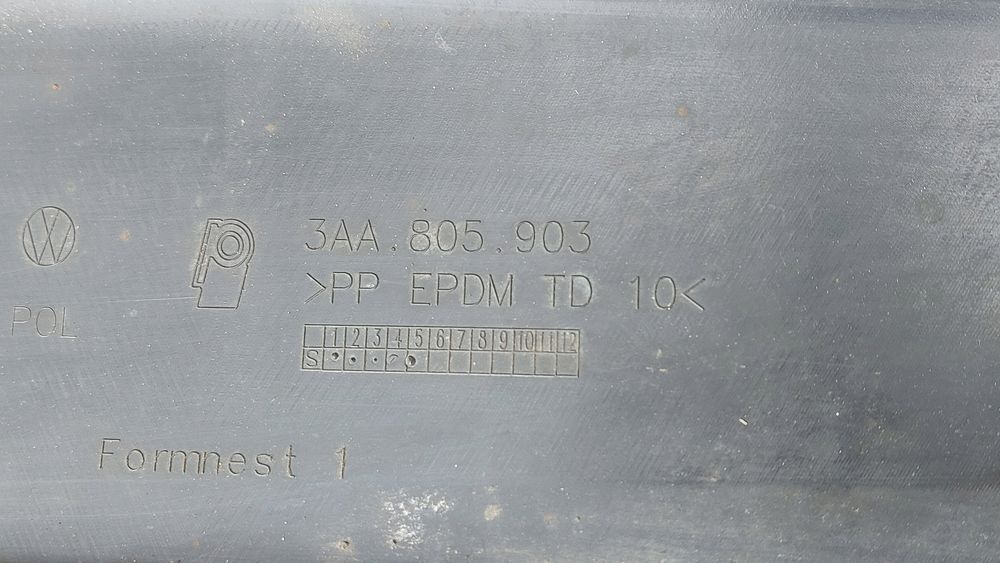 VW
3AA.805.903
>PP EPDM TD 10<
POL
1 2 3 4 5 6 7 8 9 10 11 12
S
Formnest 1